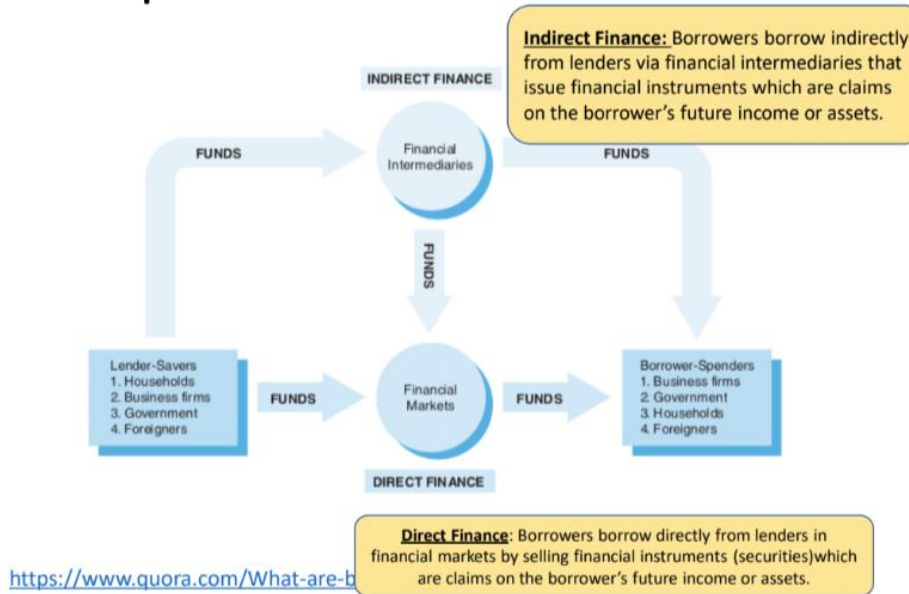 Indirect Finance: Borrowers borrow indirectly
from lenders via financial intermediaries that
issue financial instruments which are claims
on the borrower's future income or assets.
INDIRECT FINANCE
FUNDS
Financial
Intermediaries
FUNDS
FUNDS
Lender-Savers
1. Households
2. Business firms
3. Government
4. Foreigners
FUNDS
Financial
Markets
FUNDS
Borrower-Spenders
1. Business firms
2. Government
3. Households
4. Foreigners
DIRECT FINANCE
Direct Finance: Borrowers borrow directly from lenders in
financial markets by selling financial instruments (securities)which
are claims on the borrower's future income or assets.
https://www.quora.com/What-are-b